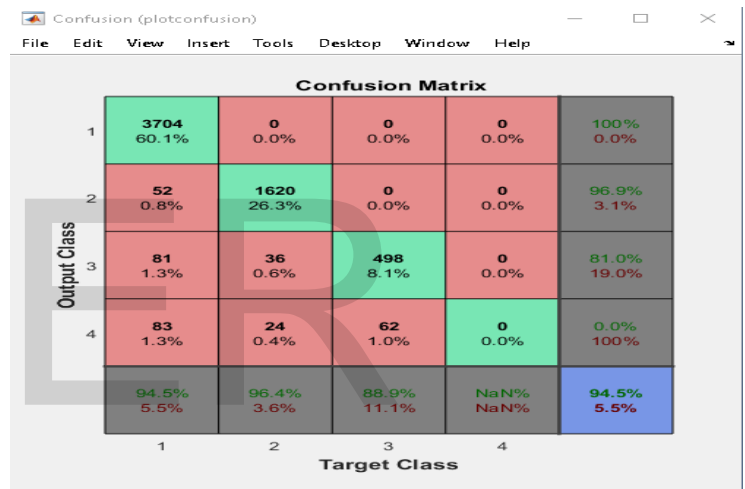 Confusion (plotconfusion)
File Edit View Insert Tools Desktop Window Help
Confusion Matrix
1 3704 0 0 0 100%
60.1% 0.0% 0.0% 0.0% 0.0%
2 52 1620 0 0 96.9%
0.8% 26.3% 0.0% 0.0% 3.1%
3 81 36 498 0 81.0%
1.3% 0.6% 8.1% 0.0% 19.0%
4 83 24 62 0 0.0%
1.3% 0.4% 1.0% 0.0% 100%
94.5% 96.4% 88.9% NaN% 94.5%
5.5% 3.6% 11.1% NaN% 5.5%
1 2 3 4
Target Class
Output Class
ER